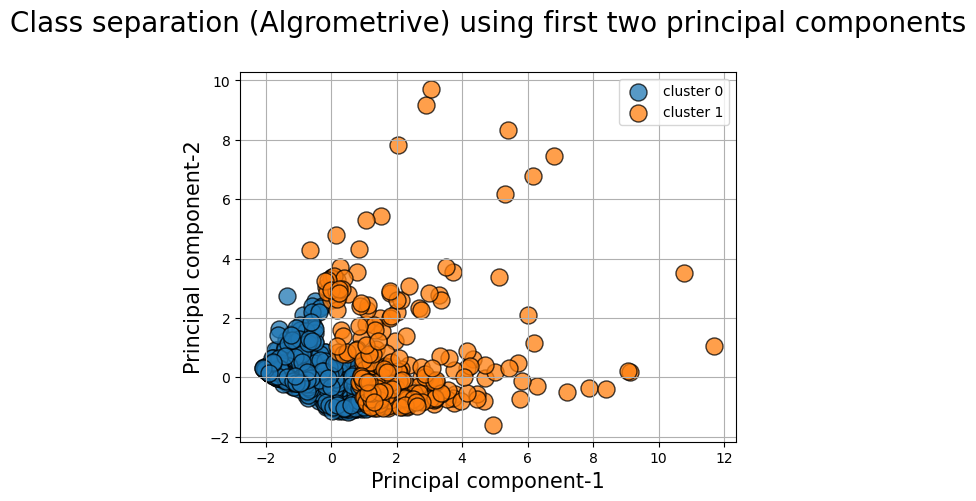 Class separation (Algrometrive) using first two principal components
cluster 0
cluster 1
10
8
6
4
2
0
−2
Principal component-2
−2 0 2 4 6 8 10 12
Principal component-1